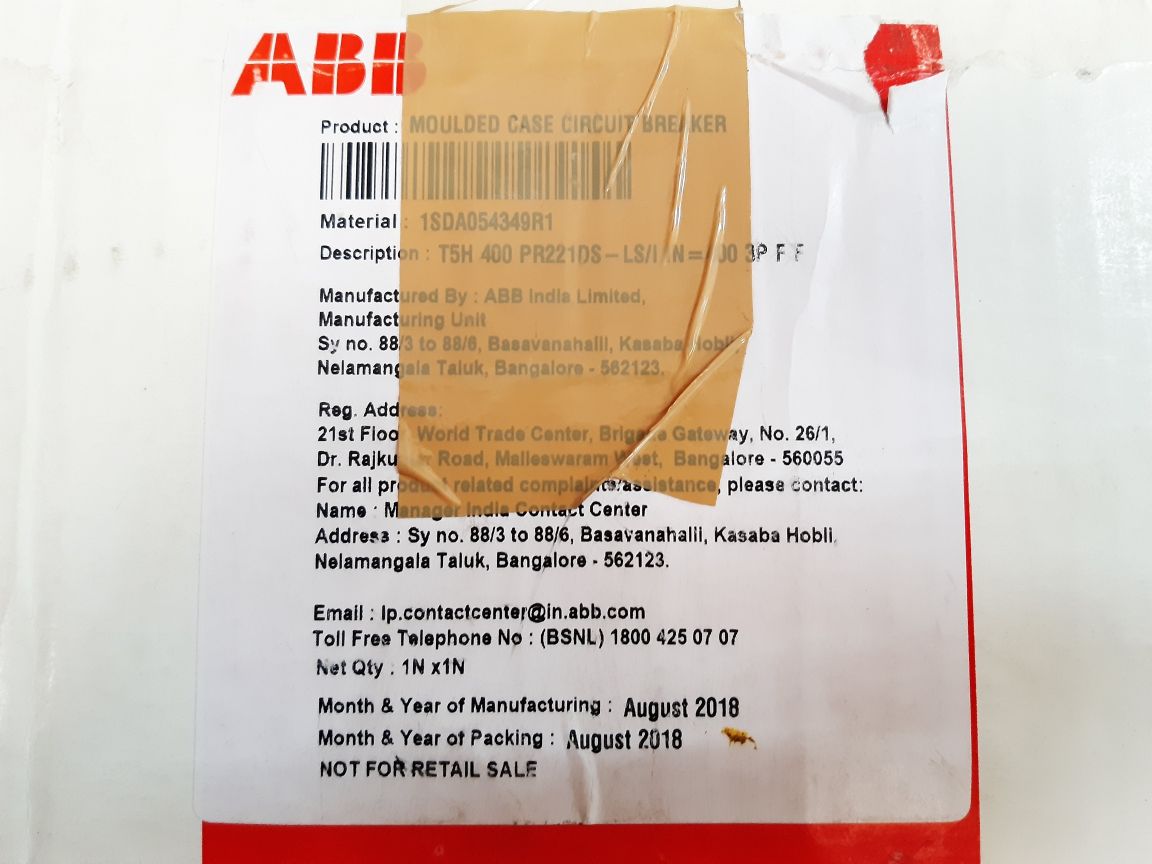 ABB
Product : MOULDED CASE CIRCUIT BREAKER
Material : 1SDA054349R1
Description : T5H 400 PR221DS-LS/I 3P F F
Manufactured By : ABB India Limited,
Manufacturing Unit
Sy no. 88/3 to 88/6, Basavanahalli, Kasaba Hobli
Nelamangala Taluk, Bangalore - 562123.
Reg. Address:
21st Floor World Trade Center, Brigade Gateway, No. 26/1,
Dr. Rajkumar Road, Malleswaram West, Bangalore - 560055
For all product related complaints/assistance, please contact:
Name : Manager India Contact Center
Address : Sy no. 88/3 to 88/6, Basavanahalli, Kasaba Hobli,
Nelamangala Taluk, Bangalore - 562123.
Email : lp.contactcenter@in.abb.com
Toll Free Telephone No : (BSNL) 1800 425 07 07
Net Qty : 1N x1N
Month & Year of Manufacturing : August 2018
Month & Year of Packing : August 2018
NOT FOR RETAIL SALE